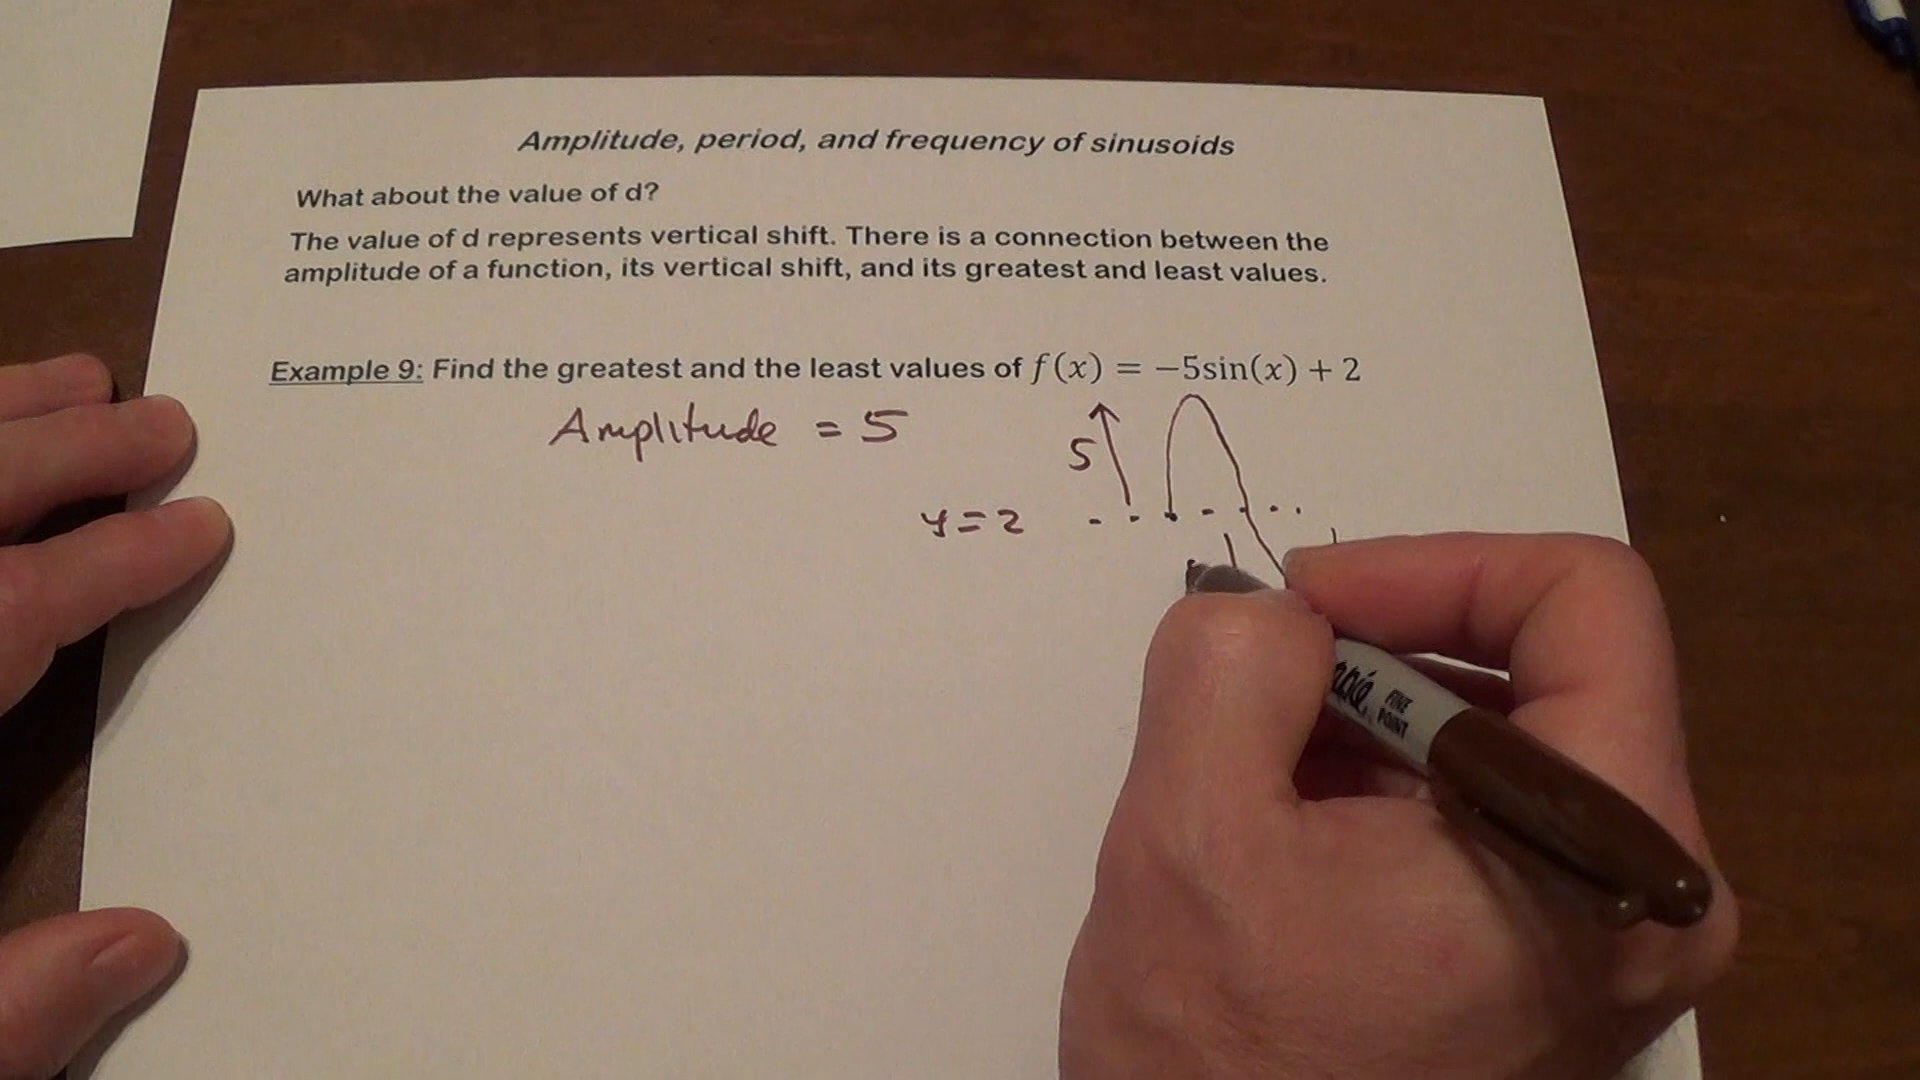 Amplitude, period, and frequency of sinusoids
What about the value of d?
The value of d represents vertical shift. There is a connection between the
amplitude of a function, its vertical shift, and its greatest and least values.
Example 9: Find the greatest and the least values of f(x) = −5sin(x) + 2
Amplitude = 5
5
y=2
FINE
POINT